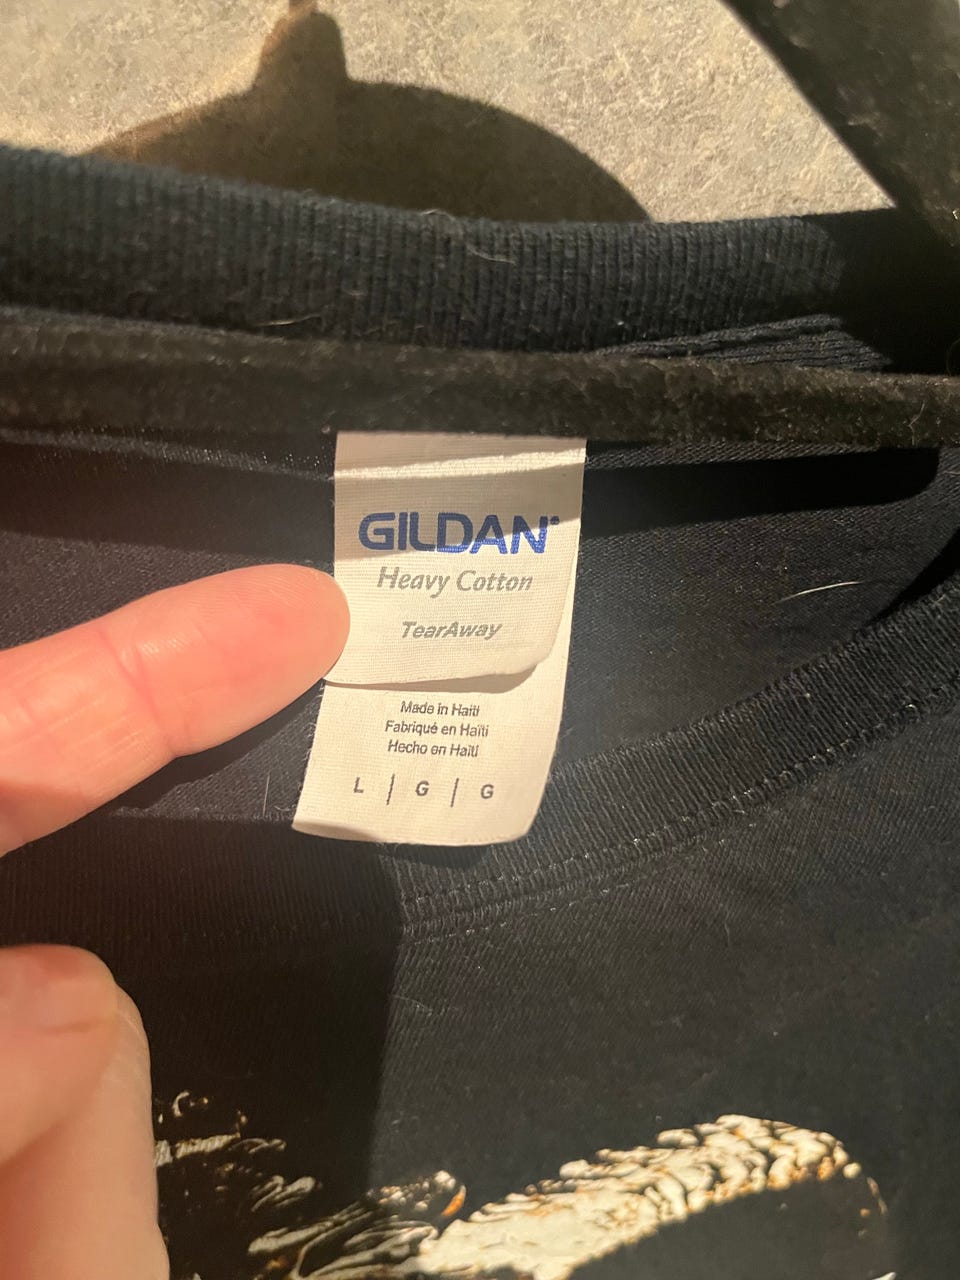 GILDAN®
Heavy Cotton
TearAway
Made in Haiti
Fabriqué en Haïti
Hecho en Haití
L | G | G